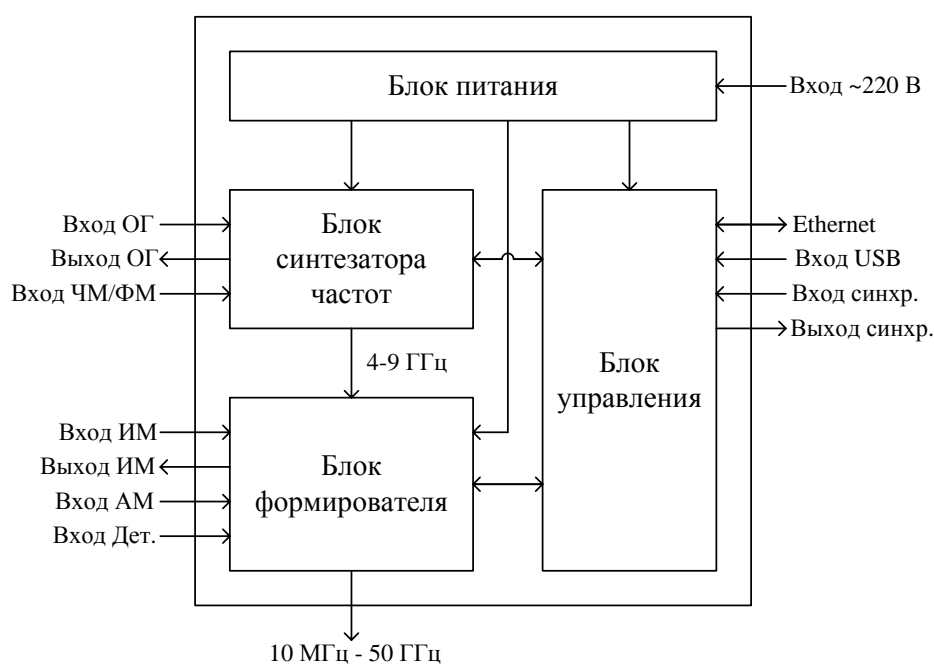 Блок питания
Вход ~220 В
Вход ОГ
Выход ОГ
Вход ЧМ/ФМ
Блок
синтезатора
частот
Ethernet
Вход USB
Вход синхр.
Выход синхр.
4-9 ГГц
Блок
управления
Вход ИМ
Выход ИМ
Вход АМ
Вход Дет.
Блок
формирователя
10 МГц - 50 ГГц